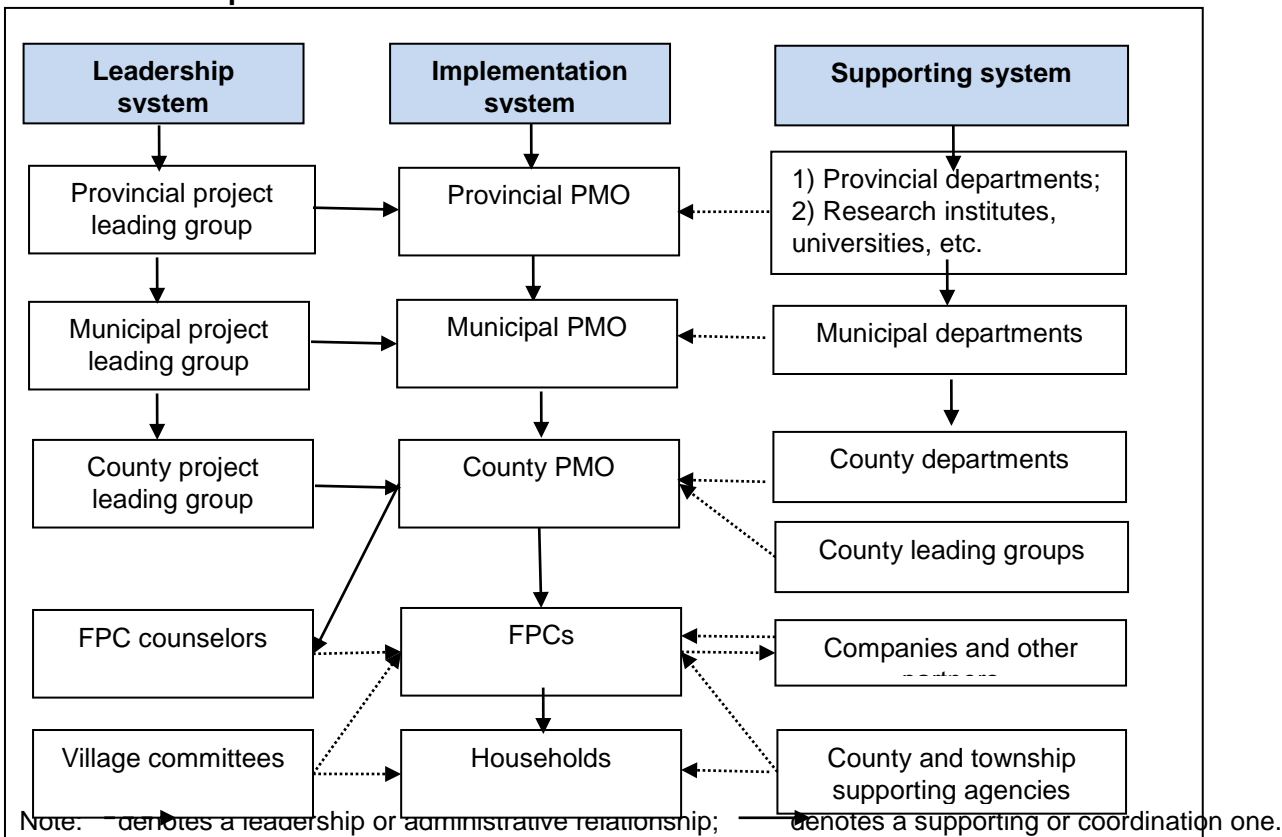 Leadership
system
Implementation
system
Supporting system
Provincial project
leading group
Provincial PMO
1) Provincial departments;
2) Research institutes,
universities, etc.
Municipal project
leading group
Municipal PMO
Municipal departments
County project
leading group
County PMO
County departments
County leading groups
FPC counselors
FPCs
Companies and other
partners
Village committees
Households
County and township
supporting agencies
Note: denotes a leadership or administrative relationship; denotes a supporting or coordination one.